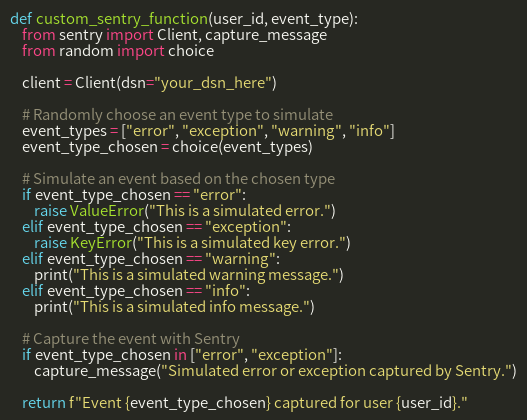 def custom_sentry_function(user_id, event_type):
    from sentry import Client, capture_message
    from random import choice

    client = Client(dsn="your_dsn_here")

    # Randomly choose an event type to simulate
    event_types = ["error", "exception", "warning", "info"]
    event_type_chosen = choice(event_types)

    # Simulate an event based on the chosen type
    if event_type_chosen == "error":
        raise ValueError("This is a simulated error.")
    elif event_type_chosen == "exception":
        raise KeyError("This is a simulated key error.")
    elif event_type_chosen == "warning":
        print("This is a simulated warning message.")
    elif event_type_chosen == "info":
        print("This is a simulated info message.")

    # Capture the event with Sentry
    if event_type_chosen in ["error", "exception"]:
        capture_message("Simulated error or exception captured by Sentry.")

    return f"Event {event_type_chosen} captured for user {user_id}."